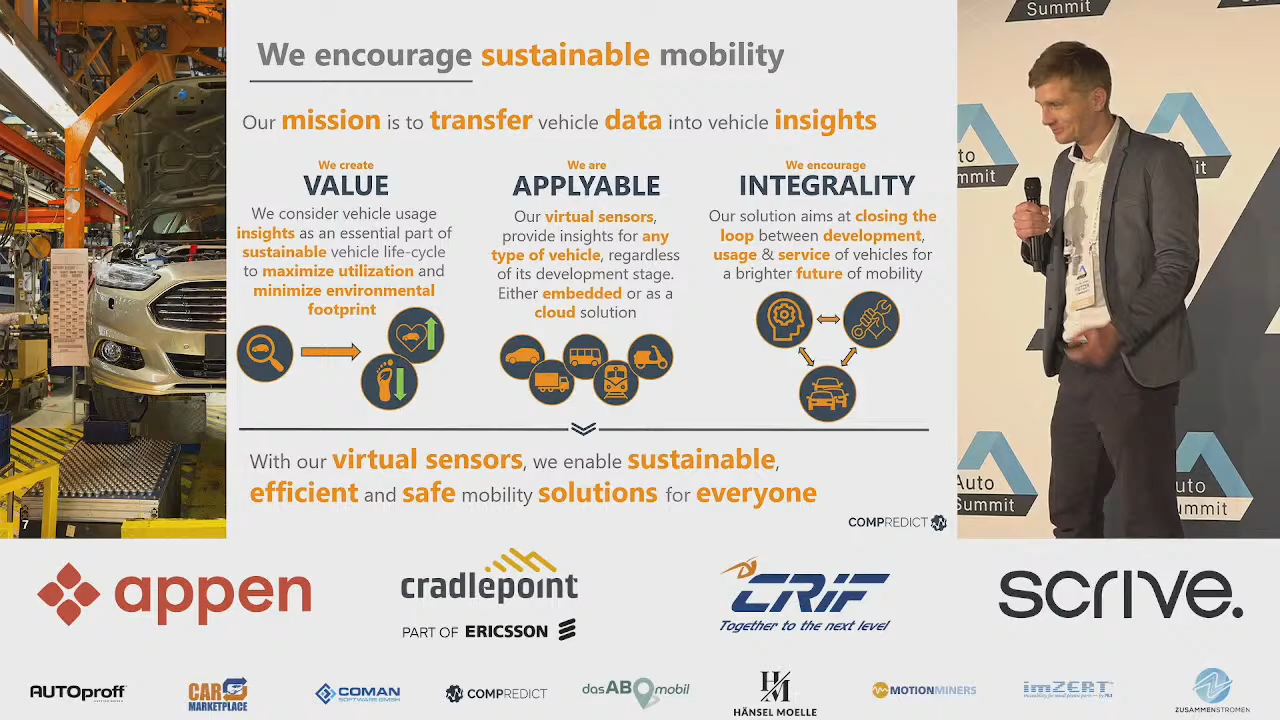 We encourage sustainable mobility
Our mission is to transfer vehicle data into vehicle insights
We create
VALUE
We consider vehicle usage
insights as an essential part of
sustainable vehicle life-cycle
to maximize utilization and
minimize environmental
footprint
We are
APPLYABLE
Our virtual sensors,
provide insights for any
type of vehicle, regardless
of its development stage.
Either embedded or as a
cloud solution
We encourage
INTEGRALITY
Our solution aims at closing the
loop between development,
usage & service of vehicles for
a brighter future of mobility
With our virtual sensors, we enable sustainable,
efficient and safe mobility solutions for everyone
7
COMPREDICT
Summit
Summit
Auto
Summit
appen
cradlepoint
PART OF ERICSSON
CRIF
Together to the next level
scrive.
AUTOproff
CAR
MARKETPLACE
COMAN
SOFTWARE GMBH
COMPREDICT
dasABOmobil
H/M
HÄNSEL MOELLE
MOTIONMINERS
imZERT
ZUSAMMENSTROMEN